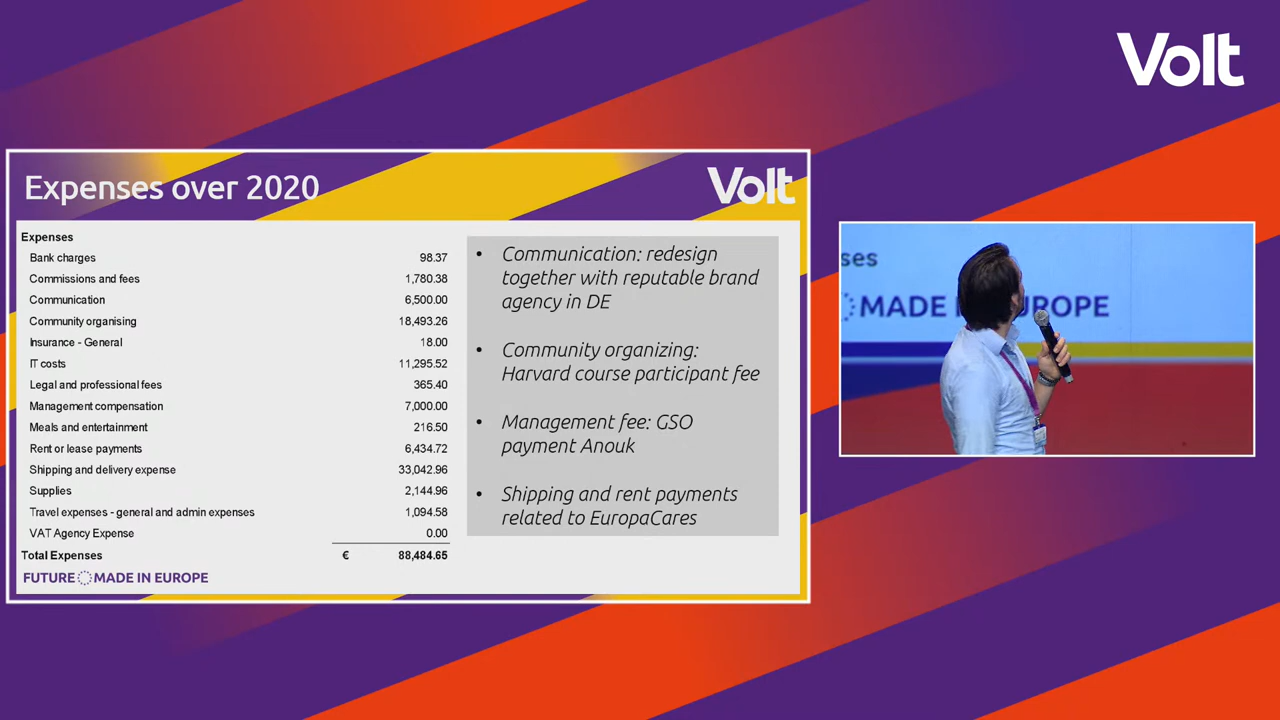 Volt
Expenses over 2020
Volt
Expenses
Bank charges 98.37
Commissions and fees 1,780.38
Communication 6,500.00
Community organising 18,493.26
Insurance - General 18.00
IT costs 11,295.52
Legal and professional fees 365.40
Management compensation 7,000.00
Meals and entertainment 216.50
Rent or lease payments 6,434.72
Shipping and delivery expense 33,042.96
Supplies 2,144.96
Travel expenses - general and admin expenses 1,094.58
VAT Agency Expense 0.00
Total Expenses € 88,484.65
FUTURE MADE IN EUROPE
• Communication: redesign
together with reputable brand
agency in DE
• Community organizing:
Harvard course participant fee
• Management fee: GSO
payment Anouk
• Shipping and rent payments
related to EuropaCares
ses
MADE IN EUROPE